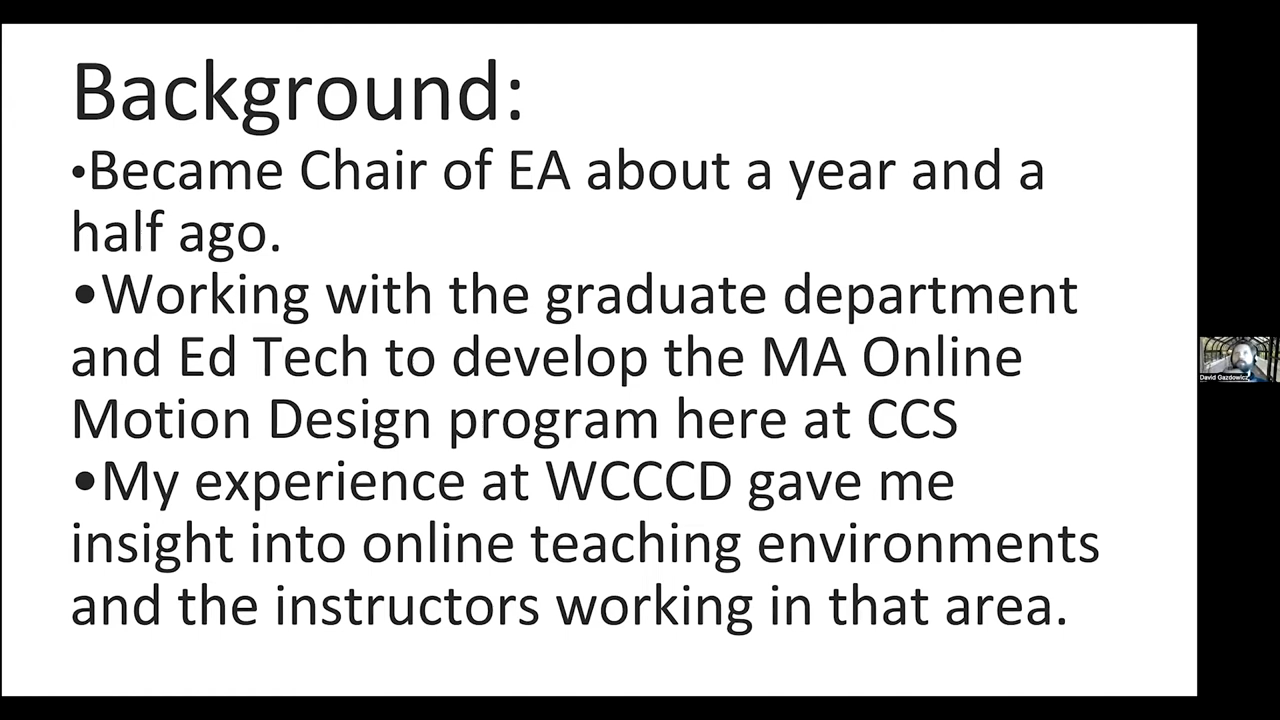 Background:
•Became Chair of EA about a year and a
half ago.
•Working with the graduate department
and Ed Tech to develop the MA Online
Motion Design program here at CCS
•My experience at WCCCD gave me
insight into online teaching environments
and the instructors working in that area.
David Gazdowicz